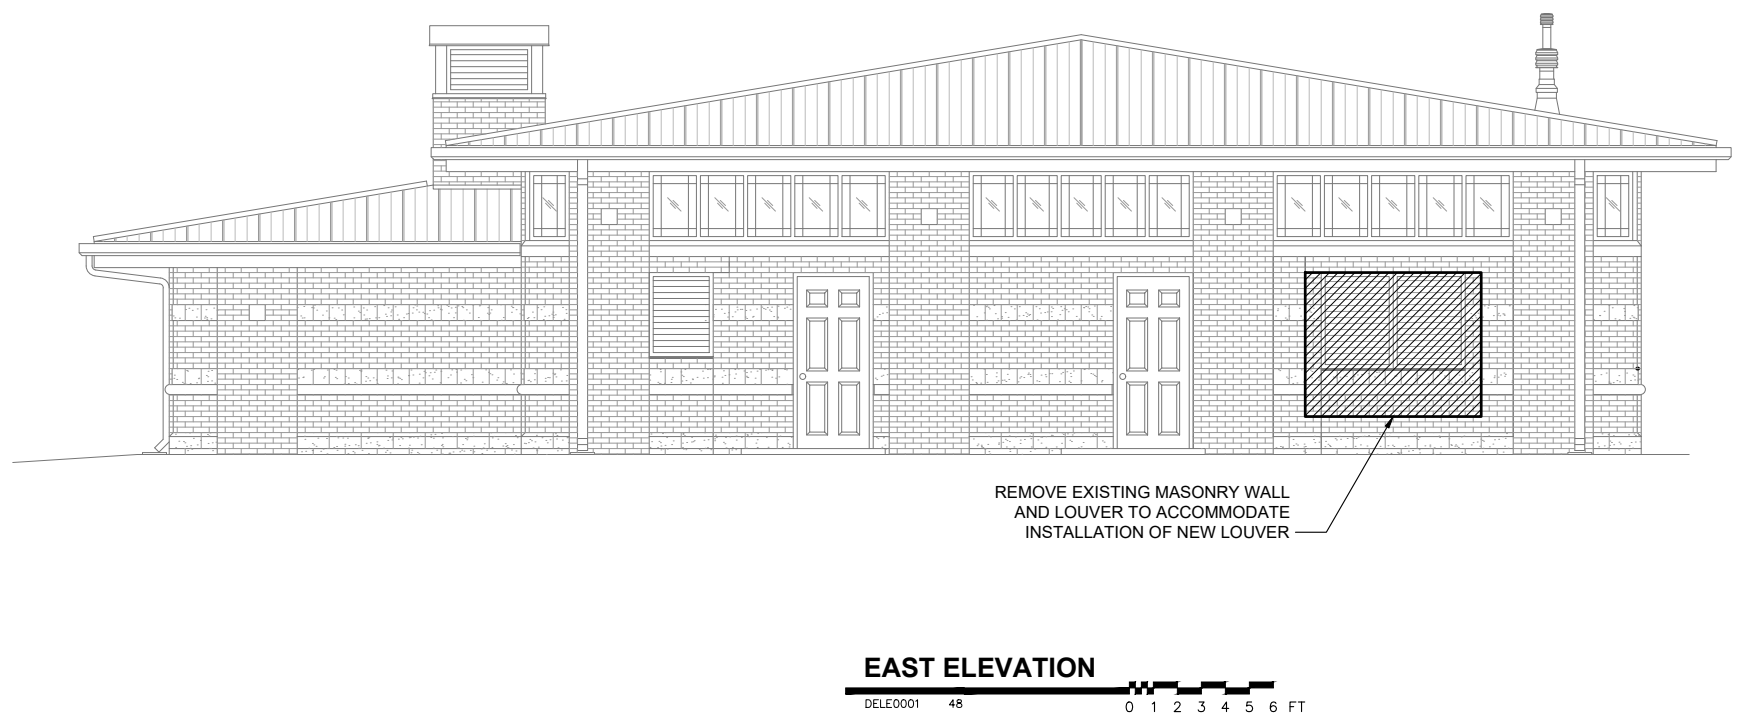 REMOVE EXISTING MASONRY WALL
AND LOUVER TO ACCOMMODATE
INSTALLATION OF NEW LOUVER
EAST ELEVATION
DELE0001 48
0 1 2 3 4 5 6 FT